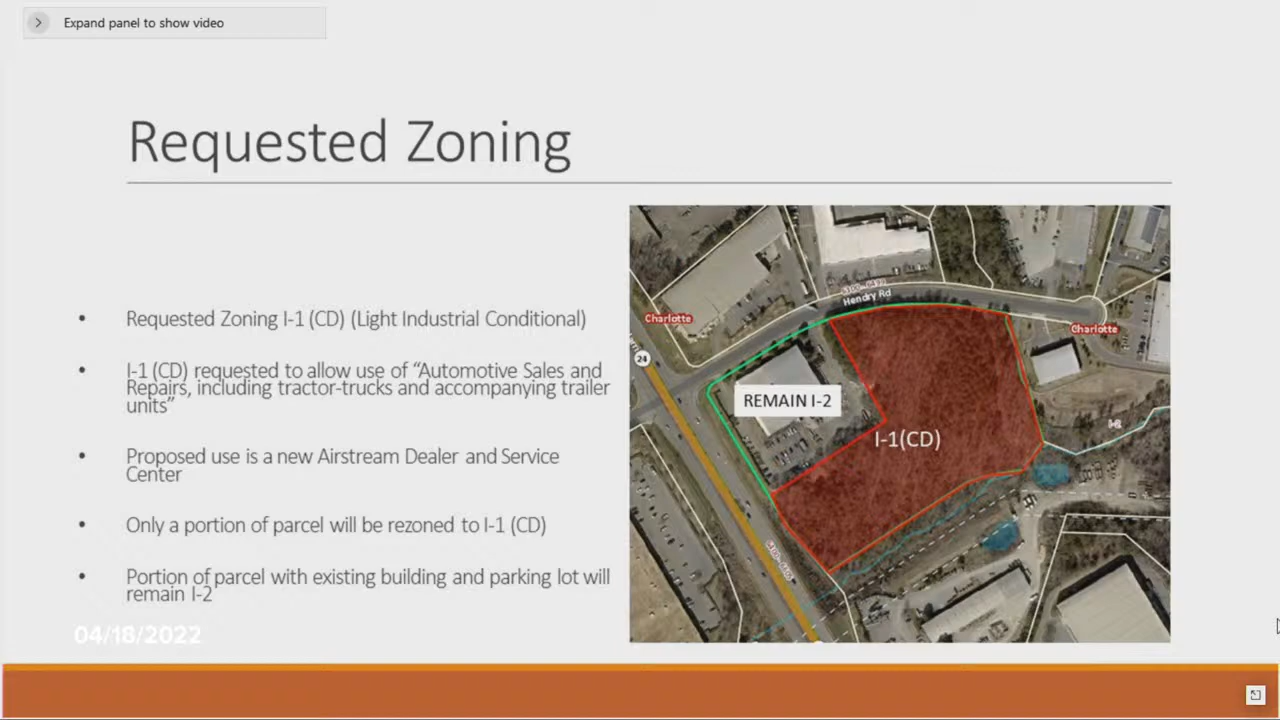 Expand panel to show video
Requested Zoning
• Requested Zoning I-1 (CD) (Light Industrial Conditional)
• I-1 (CD) requested to allow use of “Automotive Sales and
Repairs, including tractor-trucks and accompanying trailer
units”
• Proposed use is a new Airstream Dealer and Service
Center
• Only a portion of parcel will be rezoned to I-1 (CD)
• Portion of parcel with existing building and parking lot will
remain I-2
04/18/2022
Hendry Rd
Charlotte
Charlotte
24
REMAIN I-2
I-1(CD)